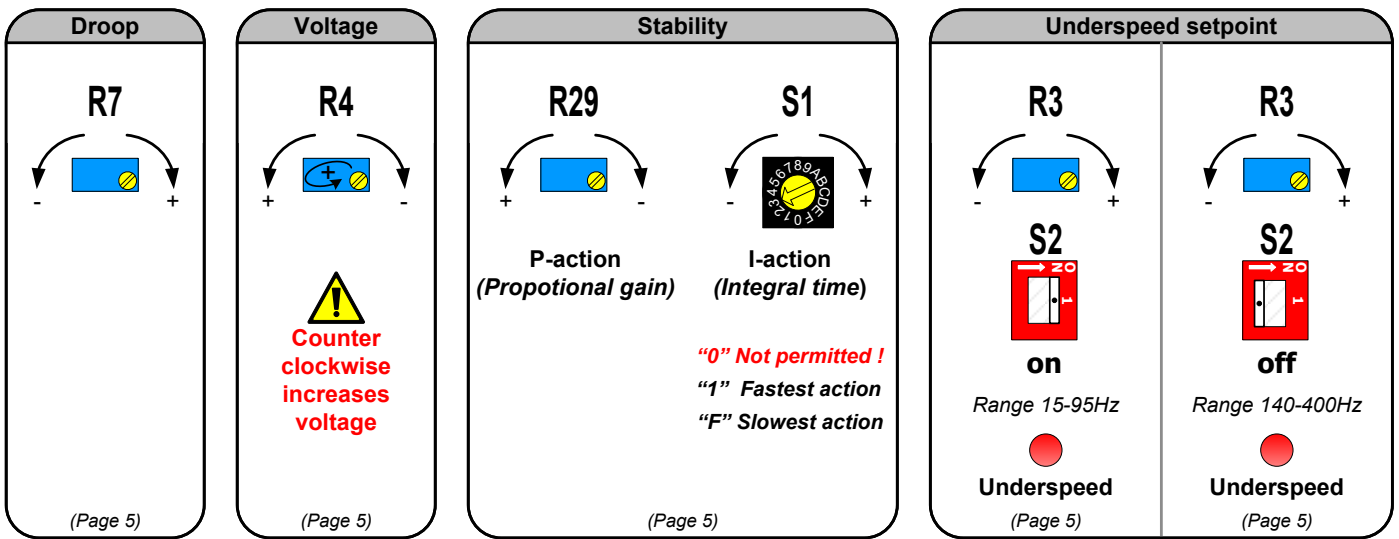 Droop
R7
- +
(Page 5)
Voltage
R4
+
+ -
Counter
clockwise
increases
voltage
(Page 5)
Stability
R29
+ -
P-action
(Propotional gain)
S1
0123456789ABCDEF
- +
I-action
(Integral time)
“0” Not permitted !
“1” Fastest action
“F” Slowest action
(Page 5)
Underspeed setpoint
R3
- +
S2
ON
1
on
Range 15-95Hz
Underspeed
(Page 5)
R3
- +
S2
ON
1
off
Range 140-400Hz
Underspeed
(Page 5)